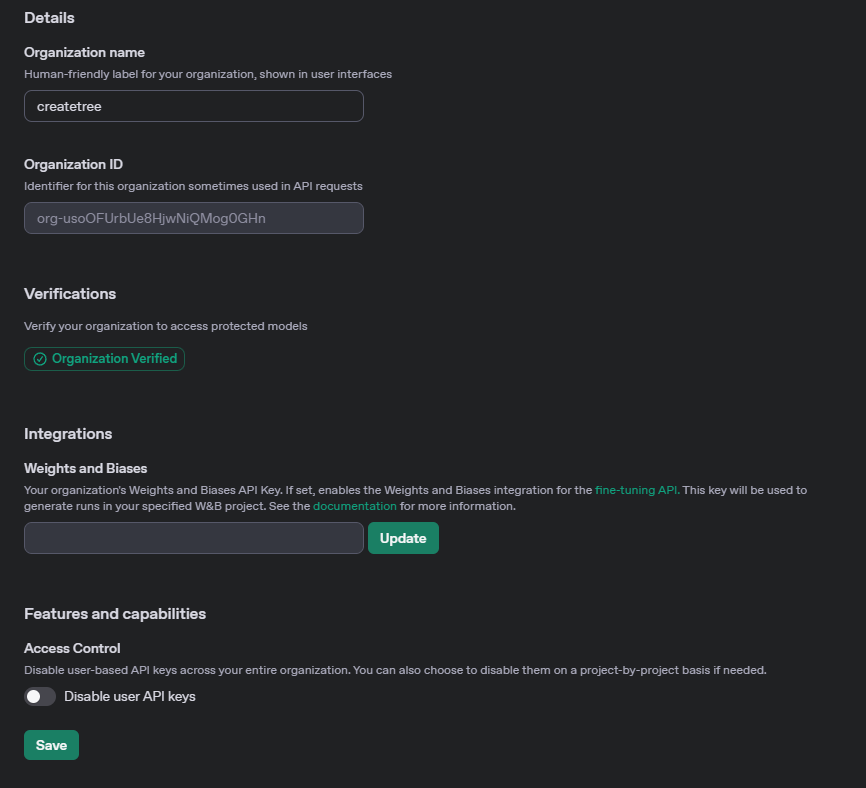 Details
Organization name
Human-friendly label for your organization, shown in user interfaces
createtree
Organization ID
Identifier for this organization sometimes used in API requests
org-usoOFUrbUe8HjwNiQMog0GHn
Verifications
Verify your organization to access protected models
Organization Verified
Integrations
Weights and Biases
Your organization's Weights and Biases API Key. If set, enables the Weights and Biases integration for the fine-tuning API. This key will be used to
generate runs in your specified W&B project. See the documentation for more information.
Update
Features and capabilities
Access Control
Disable user-based API keys across your entire organization. You can also choose to disable them on a project-by-project basis if needed.
Disable user API keys
Save